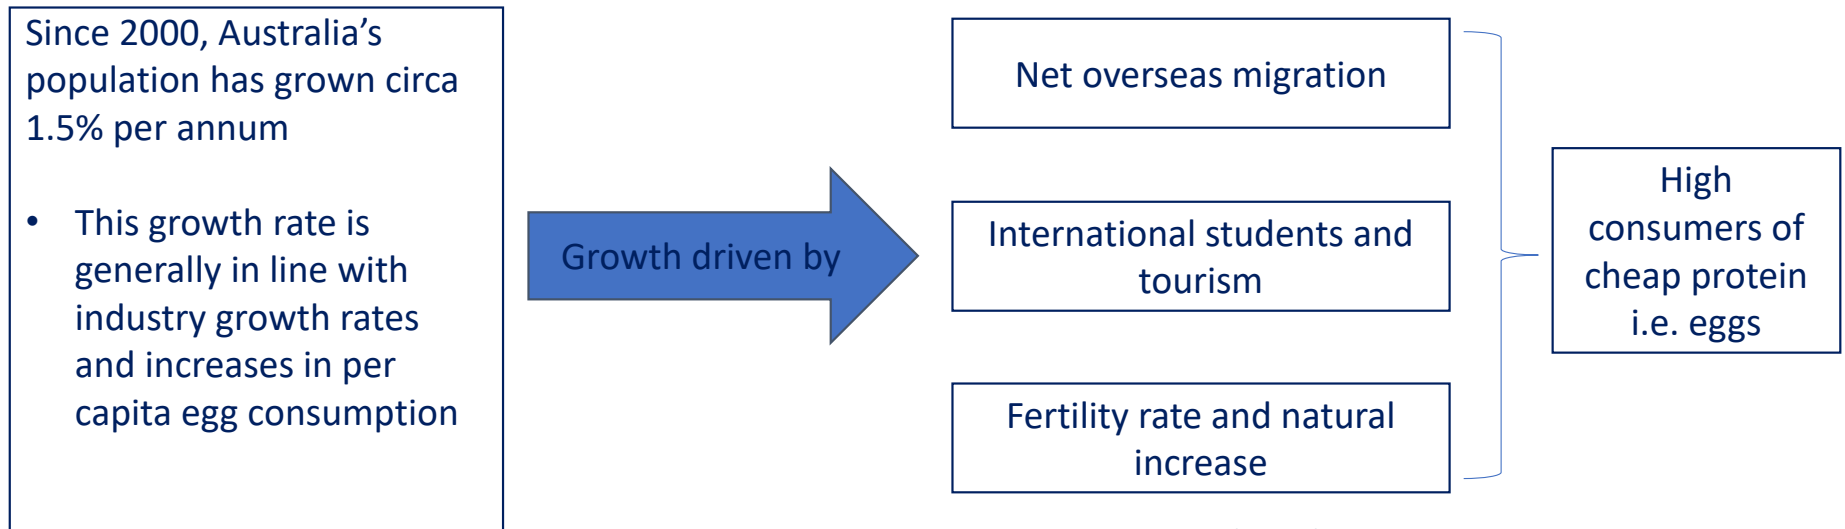 Since 2000, Australia’s
population has grown circa
1.5% per annum
• This growth rate is
generally in line with
industry growth rates
and increases in per
capita egg consumption
Growth driven by
Net overseas migration
International students and
tourism
Fertility rate and natural
increase
High
consumers of
cheap protein
i.e. eggs